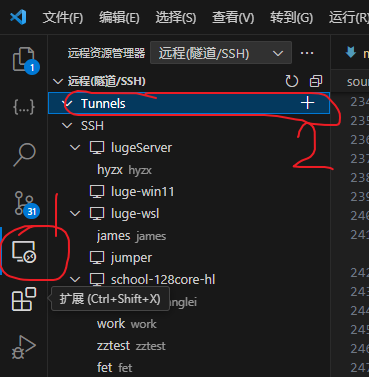 文件(F) 编辑(E) 选择(S) 查看(V) 转到(G) 运行(R)
远程资源管理器 远程(隧道/SSH) ...
远程(隧道/SSH)
Tunnels
SSH
lugeServer
hyzx hyzx
luge-win11
luge-wsl
james james
jumper
school-128core-hl
扩展 (Ctrl+Shift+X) anglei
work work
zztest zztest
fet fet
1
{...}
31
1
2
m
sour
234
235
236
237
238
239
240
241
242
243
244
245
246
247